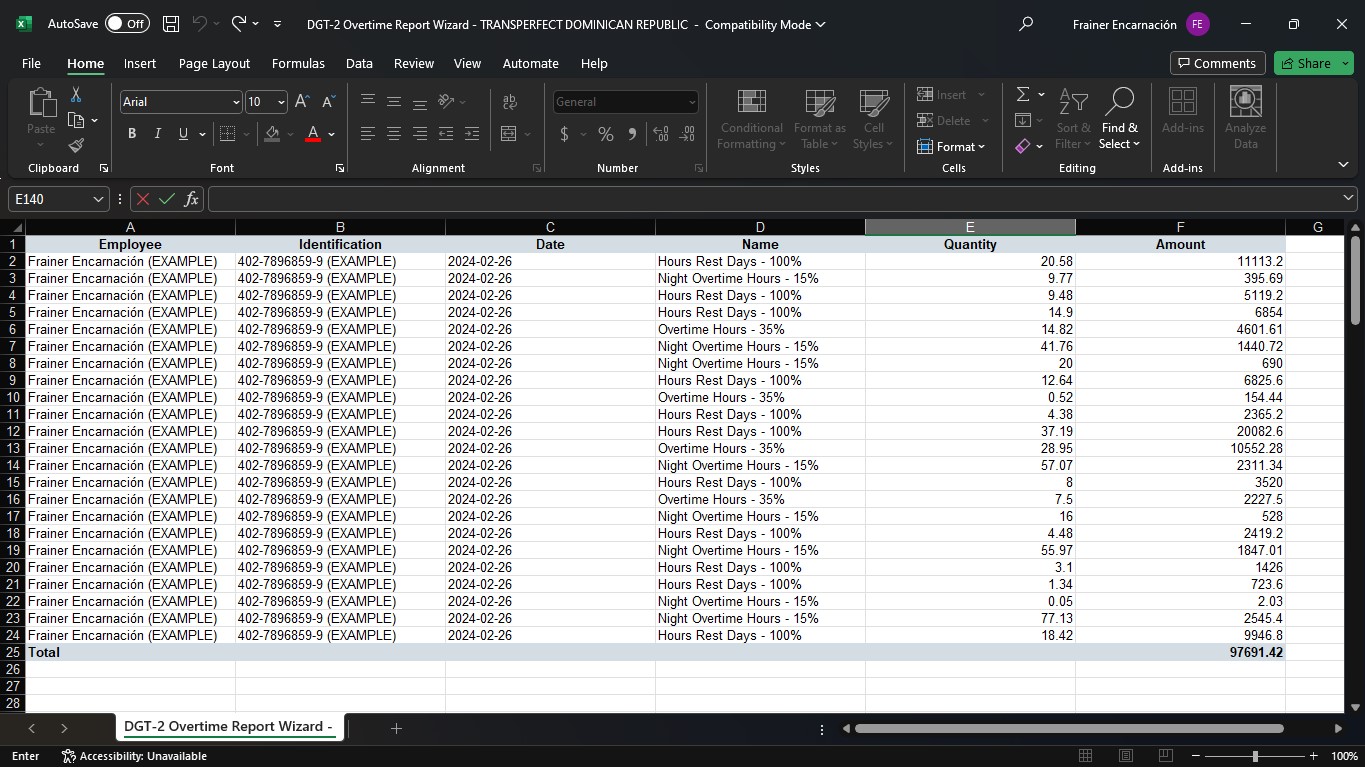 AutoSave Off DGT-2 Overtime Report Wizard - TRANSPERFECT DOMINICAN REPUBLIC - Compatibility Mode Frainer Encarnación FE
File Home Insert Page Layout Formulas Data Review View Automate Help Comments Share
Paste Arial 10 General Conditional Formatting Format as Table Cell Styles Insert Delete Format Sort & Filter Find & Select Add-ins Analyze Data
Clipboard Font Alignment Number Styles Cells Editing Add-ins
E140 fx
A B C D E F G
1 Employee Identification Date Name Quantity Amount
2 Frainer Encarnación (EXAMPLE) 402-7896859-9 (EXAMPLE) 2024-02-26 Hours Rest Days - 100% 20.58 11113.2
3 Frainer Encarnación (EXAMPLE) 402-7896859-9 (EXAMPLE) 2024-02-26 Night Overtime Hours - 15% 9.77 395.69
4 Frainer Encarnación (EXAMPLE) 402-7896859-9 (EXAMPLE) 2024-02-26 Hours Rest Days - 100% 9.48 5119.2
5 Frainer Encarnación (EXAMPLE) 402-7896859-9 (EXAMPLE) 2024-02-26 Hours Rest Days - 100% 14.9 6854
6 Frainer Encarnación (EXAMPLE) 402-7896859-9 (EXAMPLE) 2024-02-26 Overtime Hours - 35% 14.82 4601.61
7 Frainer Encarnación (EXAMPLE) 402-7896859-9 (EXAMPLE) 2024-02-26 Night Overtime Hours - 15% 41.76 1440.72
8 Frainer Encarnación (EXAMPLE) 402-7896859-9 (EXAMPLE) 2024-02-26 Night Overtime Hours - 15% 20 690
9 Frainer Encarnación (EXAMPLE) 402-7896859-9 (EXAMPLE) 2024-02-26 Hours Rest Days - 100% 12.64 6825.6
10 Frainer Encarnación (EXAMPLE) 402-7896859-9 (EXAMPLE) 2024-02-26 Overtime Hours - 35% 0.52 154.44
11 Frainer Encarnación (EXAMPLE) 402-7896859-9 (EXAMPLE) 2024-02-26 Hours Rest Days - 100% 4.38 2365.2
12 Frainer Encarnación (EXAMPLE) 402-7896859-9 (EXAMPLE) 2024-02-26 Hours Rest Days - 100% 37.19 20082.6
13 Frainer Encarnación (EXAMPLE) 402-7896859-9 (EXAMPLE) 2024-02-26 Overtime Hours - 35% 28.95 10552.28
14 Frainer Encarnación (EXAMPLE) 402-7896859-9 (EXAMPLE) 2024-02-26 Night Overtime Hours - 15% 57.07 2311.34
15 Frainer Encarnación (EXAMPLE) 402-7896859-9 (EXAMPLE) 2024-02-26 Hours Rest Days - 100% 8 3520
16 Frainer Encarnación (EXAMPLE) 402-7896859-9 (EXAMPLE) 2024-02-26 Overtime Hours - 35% 7.5 2227.5
17 Frainer Encarnación (EXAMPLE) 402-7896859-9 (EXAMPLE) 2024-02-26 Night Overtime Hours - 15% 16 528
18 Frainer Encarnación (EXAMPLE) 402-7896859-9 (EXAMPLE) 2024-02-26 Hours Rest Days - 100% 4.48 2419.2
19 Frainer Encarnación (EXAMPLE) 402-7896859-9 (EXAMPLE) 2024-02-26 Night Overtime Hours - 15% 55.97 1847.01
20 Frainer Encarnación (EXAMPLE) 402-7896859-9 (EXAMPLE) 2024-02-26 Hours Rest Days - 100% 3.1 1426
21 Frainer Encarnación (EXAMPLE) 402-7896859-9 (EXAMPLE) 2024-02-26 Hours Rest Days - 100% 1.34 723.6
22 Frainer Encarnación (EXAMPLE) 402-7896859-9 (EXAMPLE) 2024-02-26 Night Overtime Hours - 15% 0.05 2.03
23 Frainer Encarnación (EXAMPLE) 402-7896859-9 (EXAMPLE) 2024-02-26 Night Overtime Hours - 15% 77.13 2545.4
24 Frainer Encarnación (EXAMPLE) 402-7896859-9 (EXAMPLE) 2024-02-26 Hours Rest Days - 100% 18.42 9946.8
25 Total 97691.42
26
27
28
DGT-2 Overtime Report Wizard -
Enter Accessibility: Unavailable 100%